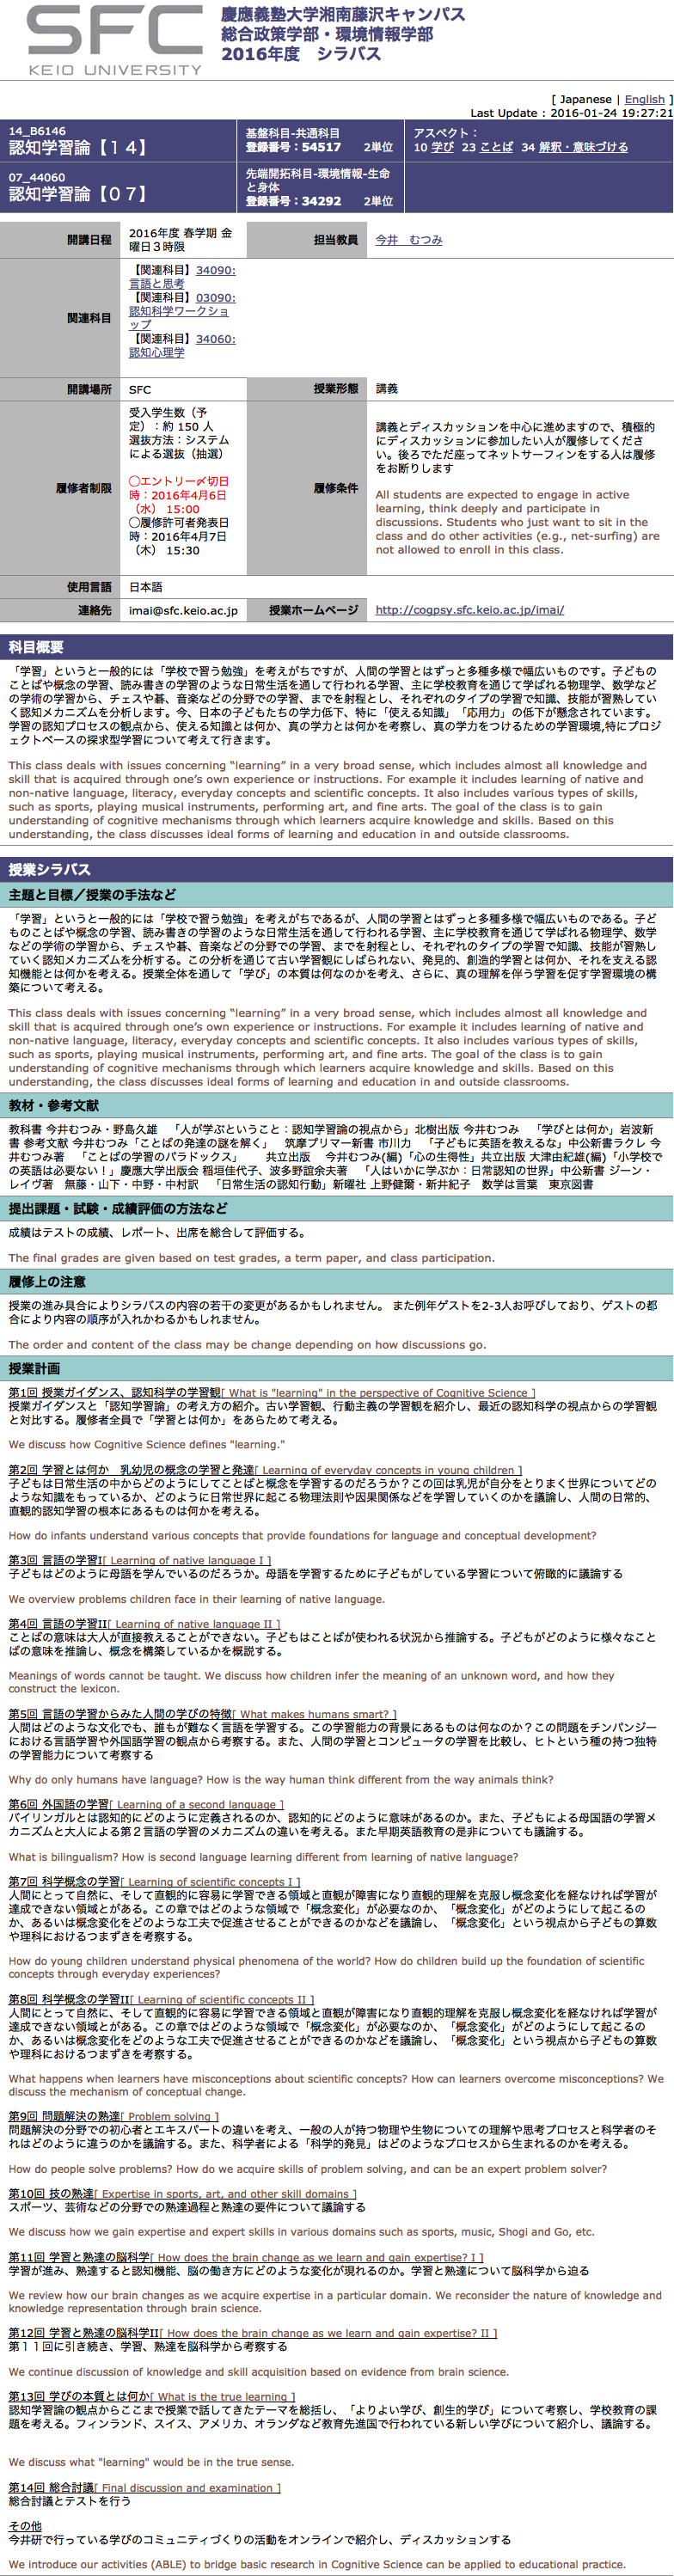 SFC
KEIO UNIVERSITY
慶應義塾大学湘南藤沢キャンパス
総合政策学部・環境情報学部
2016年度　シラバス
[ Japanese | English ]
Last Update : 2016-01-24 19:27:21
14_B6146
認知学習論【１４】
基盤科目-共通科目
登録番号：54517　2単位
アスペクト：
10 学び 23 ことば 34 解釈・意味づける
07_44060
認知学習論【０７】
先端開拓科目-環境情報-生命
と身体
登録番号：34292　2単位
開講日程
2016年度 春学期 金
曜日３時限
担当教員
今井　むつみ
関連科目
【関連科目】34090:
言語と思考
【関連科目】03090:
認知科学ワークショ
ップ
【関連科目】34060:
認知心理学
開講場所
SFC
授業形態
講義
履修者制限
受入学生数（予
定）：約 150 人
選抜方法：システム
による選抜（抽選）
◯エントリー〆切日
時：2016年4月6日
（水） 15:00
◯履修許可者発表日
時：2016年4月7日
（木） 15:30
履修条件
講義とディスカッションを中心に進めますので、積極的
にディスカッションに参加したい人が履修してくださ
い。後ろでただ座ってネットサーフィンをする人は履修
をお断りします
All students are expected to engage in active
learning, think deeply and participate in
discussions. Students who just want to sit in the
class and do other activities (e.g., net-surfing) are
not allowed to enroll in this class.
使用言語
日本語
連絡先
imai@sfc.keio.ac.jp
授業ホームページ
http://cogpsy.sfc.keio.ac.jp/imai/
科目概要
「学習」というと一般的には「学校で習う勉強」を考えがちですが、人間の学習とはずっと多種多様で幅広いものです。子どもの
ことばや概念の学習、読み書きの学習のような日常生活を通して行われる学習、主に学校教育を通じて学ばれる物理学、数学など
の学術の学習から、チェスや碁、音楽などの分野での学習、までを射程とし、それぞれのタイプの学習で知識、技能が習熟してい
く認知メカニズムを分析します。今、日本の子どもたちの学力低下、特に「使える知識」「応用力」の低下が懸念されています。
学習の認知プロセスの観点から、使える知識とは何か、真の学力とは何かを考察し、真の学力をつけるための学習環境,特にプロジ
ェクトベースの探求型学習について考えて行きます。
This class deals with issues concerning “learning” in a very broad sense, which includes almost all knowledge and
skill that is acquired through one’s own experience or instructions. For example it includes learning of native and
non-native language, literacy, everyday concepts and scientific concepts. It also includes various types of skills,
such as sports, playing musical instruments, performing art, and fine arts. The goal of the class is to gain
understanding of cognitive mechanisms through which learners acquire knowledge and skills. Based on this
understanding, the class discusses ideal forms of learning and education in and outside classrooms.
授業シラバス
主題と目標／授業の手法など
「学習」というと一般的には「学校で習う勉強」を考えがちであるが、人間の学習とはずっと多種多様で幅広いものである。子ど
ものことばや概念の学習、読み書きの学習のような日常生活を通して行われる学習、主に学校教育を通じて学ばれる物理学、数学
などの学術の学習から、チェスや碁、音楽などの分野での学習、までを射程とし、それぞれのタイプの学習で知識、技能が習熟し
ていく認知メカニズムを分析する。この分析を通じて古い学習観にしばられない、発見的、創造的学習とは何か、それを支える認
知機能とは何かを考える。授業全体を通して「学び」の本質は何なのかを考え、さらに、真の理解を伴う学習を促す学習環境の構
築について考える。
This class deals with issues concerning “learning” in a very broad sense, which includes almost all knowledge and
skill that is acquired through one’s own experience or instructions. For example it includes learning of native and
non-native language, literacy, everyday concepts and scientific concepts. It also includes various types of skills,
such as sports, playing musical instruments, performing art, and fine arts. The goal of the class is to gain
understanding of cognitive mechanisms through which learners acquire knowledge and skills. Based on this
understanding, the class discusses ideal forms of learning and education in and outside classrooms.
教材・参考文献
教科書 今井むつみ・野島久雄　「人が学ぶということ：認知学習論の視点から」北樹出版 今井むつみ　「学びとは何か」岩波新
書 参考文献 今井むつみ「ことばの発達の謎を解く」　筑摩プリマー新書 市川力　「子どもに英語を教えるな」中公新書ラクレ 今
井むつみ著　「ことばの学習のパラドックス」　　共立出版　 今井むつみ(編)「心の生得性」共立出版 大津由紀雄(編)「小学校で
の英語は必要ない！」慶應大学出版会 稲垣佳代子、波多野誼余夫著　「人はいかに学ぶか：日常認知の世界」中公新書 ジーン・
レイヴ著　無藤・山下・中野・中村訳　「日常生活の認知行動」新曜社 上野健爾・新井紀子　数学は言葉　東京図書
提出課題・試験・成績評価の方法など
成績はテストの成績、レポート、出席を総合して評価する。
The final grades are given based on test grades, a term paper, and class participation.
履修上の注意
授業の進み具合によりシラバスの内容の若干の変更があるかもしれません。 また例年ゲストを2-3人お呼びしており、ゲストの都
合により内容の順序が入れかわるかもしれません。
The order and content of the class may be change depending on how discussions go.
授業計画
第1回 授業ガイダンス、認知科学の学習観[ What is "learning" in the perspective of Cognitive Science ]
授業ガイダンスと「認知学習論」の考え方の紹介。古い学習観、行動主義の学習観を紹介し、最近の認知科学の視点からの学習観
と対比する。履修者全員で「学習とは何か」をあらためて考える。
We discuss how Cognitive Science defines "learning."
第2回 学習とは何か　乳幼児の概念の学習と発達[ Learning of everyday concepts in young children ]
子どもは日常生活の中からどのようにしてことばと概念を学習するのだろうか？この回は乳児が自分をとりまく世界についてどの
ような知識をもっているか、どのように日常世界に起こる物理法則や因果関係などを学習していくのかを議論し、人間の日常的、
直観的認知学習の根本にあるものは何かを考える。
How do infants understand various concepts that provide foundations for language and conceptual development?
第3回 言語の学習I[ Learning of native language I ]
子どもはどのように母語を学んでいるのだろうか。母語を学習するために子どもがしている学習について俯瞰的に議論する
We overview problems children face in their learning of native language.
第4回 言語の学習II[ Learning of native language II ]
ことばの意味は大人が直接教えることができない。子どもはことばが使われる状況から推論する。子どもがどのように様々なこと
ばの意味を推論し、概念を構築しているかを概説する。
Meanings of words cannot be taught. We discuss how children infer the meaning of an unknown word, and how they
construct the lexicon.
第5回 言語の学習からみた人間の学びの特徴[ What makes humans smart? ]
人間はどのような文化でも、誰もが難なく言語を学習する。この学習能力の背景にあるものは何なのか？この問題をチンパンジー
における言語学習や外国語学習の観点から考察する。また、人間の学習とコンピュータの学習を比較し、ヒトという種の持つ独特
の学習能力について考察する
Why do only humans have language? How is the way human think different from the way animals think?
第6回 外国語の学習[ Learning of a second language ]
バイリンガルとは認知的にどのように定義されるのか、認知的にどのように意味があるのか。また、子どもによる母国語の学習メ
カニズムと大人による第２言語の学習のメカニズムの違いを考える。また早期英語教育の是非についても議論する。
What is bilingualism? How is second language learning different from learning of native language?
第7回 科学概念の学習[ Learning of scientific concepts I ]
人間にとって自然に、そして直観的に容易に学習できる領域と直観が障害になり直観的理解を克服し概念変化を経なければ学習が
達成できない領域とがある。この章ではどのような領域で「概念変化」が必要なのか、「概念変化」がどのようにして起こるの
か、あるいは概念変化をどのような工夫で促進させることができるのかなどを議論し、「概念変化」という視点から子どもの算数
や理科におけるつまずきを考察する。
How do young children understand physical phenomena of the world? How do children build up the foundation of scientific
concepts through everyday experiences?
第8回 科学概念の学習II[ Learning of scientific concepts II ]
人間にとって自然に、そして直観的に容易に学習できる領域と直観が障害になり直観的理解を克服し概念変化を経なければ学習が
達成できない領域とがある。この章ではどのような領域で「概念変化」が必要なのか、「概念変化」がどのようにして起こるの
か、あるいは概念変化をどのような工夫で促進させることができるのかなどを議論し、「概念変化」という視点から子どもの算数
や理科におけるつまずきを考察する。
What happens when learners have misconceptions about scientific concepts? How can learners overcome misconceptions? We
discuss the mechanism of conceptual change.
第9回 問題解決の熟達[ Problem solving ]
問題解決の分野での初心者とエキスパートの違いを考え、一般の人が持つ物理や生物についての理解や思考プロセスと科学者のそ
れはどのように違うのかを議論する。また、科学者による「科学的発見」はどのようなプロセスから生まれるのかを考える。
How do people solve problems? How do we acquire skills of problem solving, and can be an expert problem solver?
第10回 技の熟達[ Expertise in sports, art, and other skill domains ]
スポーツ、芸術などの分野での熟達過程と熟達の要件について議論する
We discuss how we gain expertise and expert skills in various domains such as sports, music, Shogi and Go, etc.
第11回 学習と熟達の脳科学[ How does the brain change as we learn and gain expertise? I ]
学習が進み、熟達すると認知機能、脳の働き方にどのような変化が現れるのか。学習と熟達について脳科学から迫る
We review how our brain changes as we acquire expertise in a particular domain. We reconsider the nature of knowledge and
knowledge representation through brain science.
第12回 学習と熟達の脳科学II[ How does the brain change as we learn and gain expertise? II ]
第１１回に引き続き、学習、熟達を脳科学から考察する
We continue discussion of knowledge and skill acquisition based on evidence from brain science.
第13回 学びの本質とは何か[ What is the true learning ]
認知学習論の観点からここまで授業で話してきたテーマを総括し、「よりよい学び、創生的学び」について考察し、学校教育の課
題を考える。フィンランド、スイス、アメリカ、オランダなど教育先進国で行われている新しい学びについて紹介し、議論する。
We discuss what "learning" would be in the true sense.
第14回 総合討議[ Final discussion and examination ]
総合討議とテストを行う
その他
今井研で行っている学びのコミュニティづくりの活動をオンラインで紹介し、ディスカッションする
We introduce our activities (ABLE) to bridge basic research in Cognitive Science can be applied to educational practice.